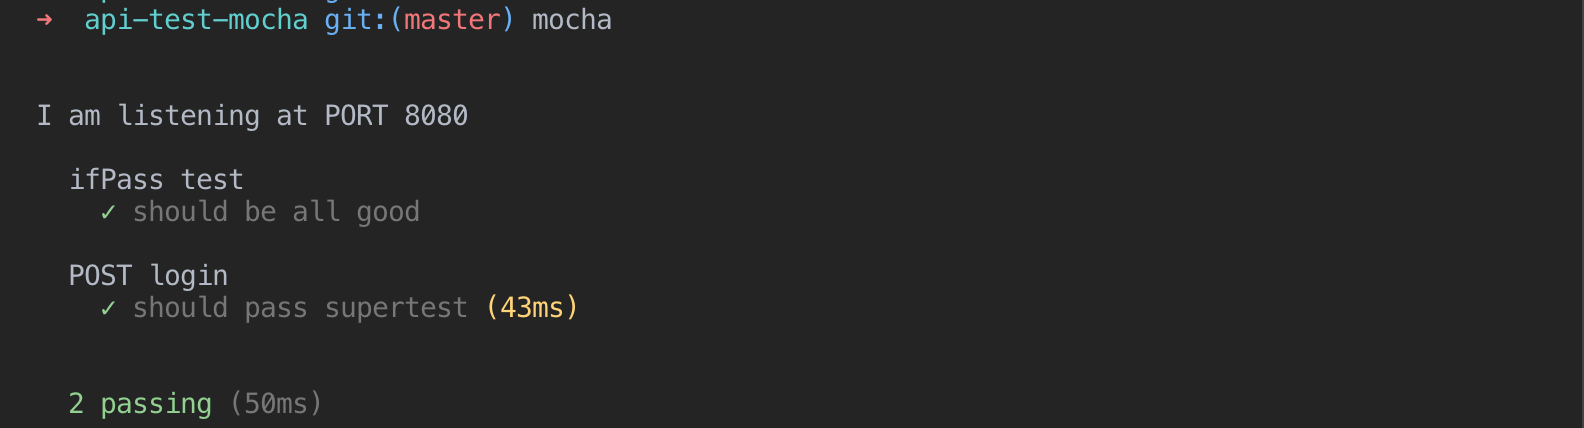 ➜  api-test-mocha git:(master) mocha
I am listening at PORT 8080
ifPass test
✓ should be all good
POST login
✓ should pass supertest (43ms)
2 passing (50ms)